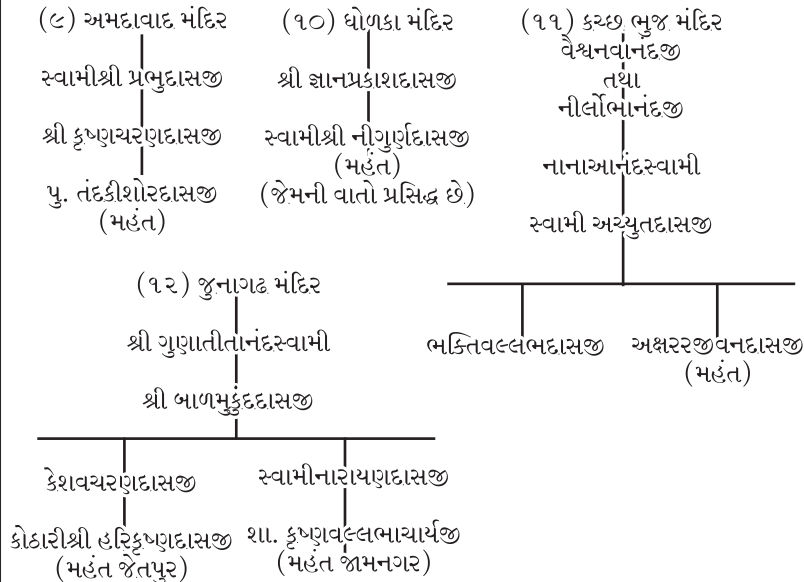 (૯) અમદાવાદ મંદિર
સ્વામીશ્રી પ્રભુદાસજી
શ્રી કૃષ્ણચરણદાસજી
પુ. તંદકીશોરદાસજી
(મહંત)
(૧૦) ધોળકા મંદિર
શ્રી જ્ઞાનપ્રકાશદાસજી
સ્વામીશ્રી નીગુર્ણદાસજી
(મહંત)
(જેમની વાતો પ્રસિદ્ધ છે)
(૧૧) કચ્છ ભુજ મંદિર
વૈશ્વનવાનંદજી
તથા
નીર્લોભાનંદજી
નાનાઆનંદસ્વામી
સ્વામી અચ્યુતદાસજી
ભક્તિવલ્લભદાસજી
અક્ષરરજીવનદાસજી
(મહંત)
(૧૨) જુનાગઢ મંદિર
શ્રી ગુણાતીતાનંદસ્વામી
શ્રી બાળમુકુંદદાસજી
કેશવચરણદાસજી
કોઠારીશ્રી હરિકૃષ્ણદાસજી
(મહંત જેતપુર)
સ્વામીનારાયણદાસજી
શા. કૃષ્ણવલ્લભાચાર્યજી
(મહંત જામનગર)